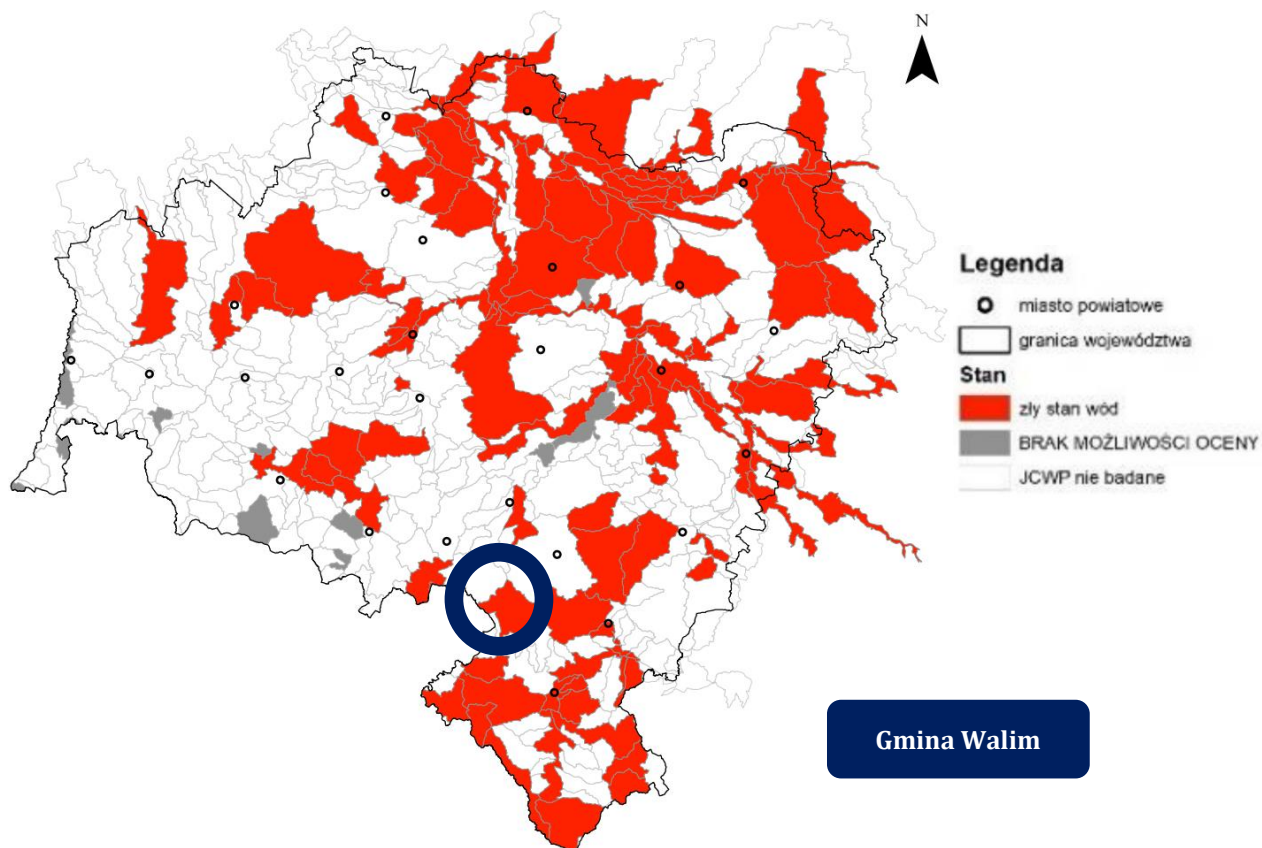 N
Legenda
miasto powiatowe
granica województwa
Stan
zły stan wód
BRAK MOŻLIWOŚCI OCENY
JCWP nie badane
Gmina Walim